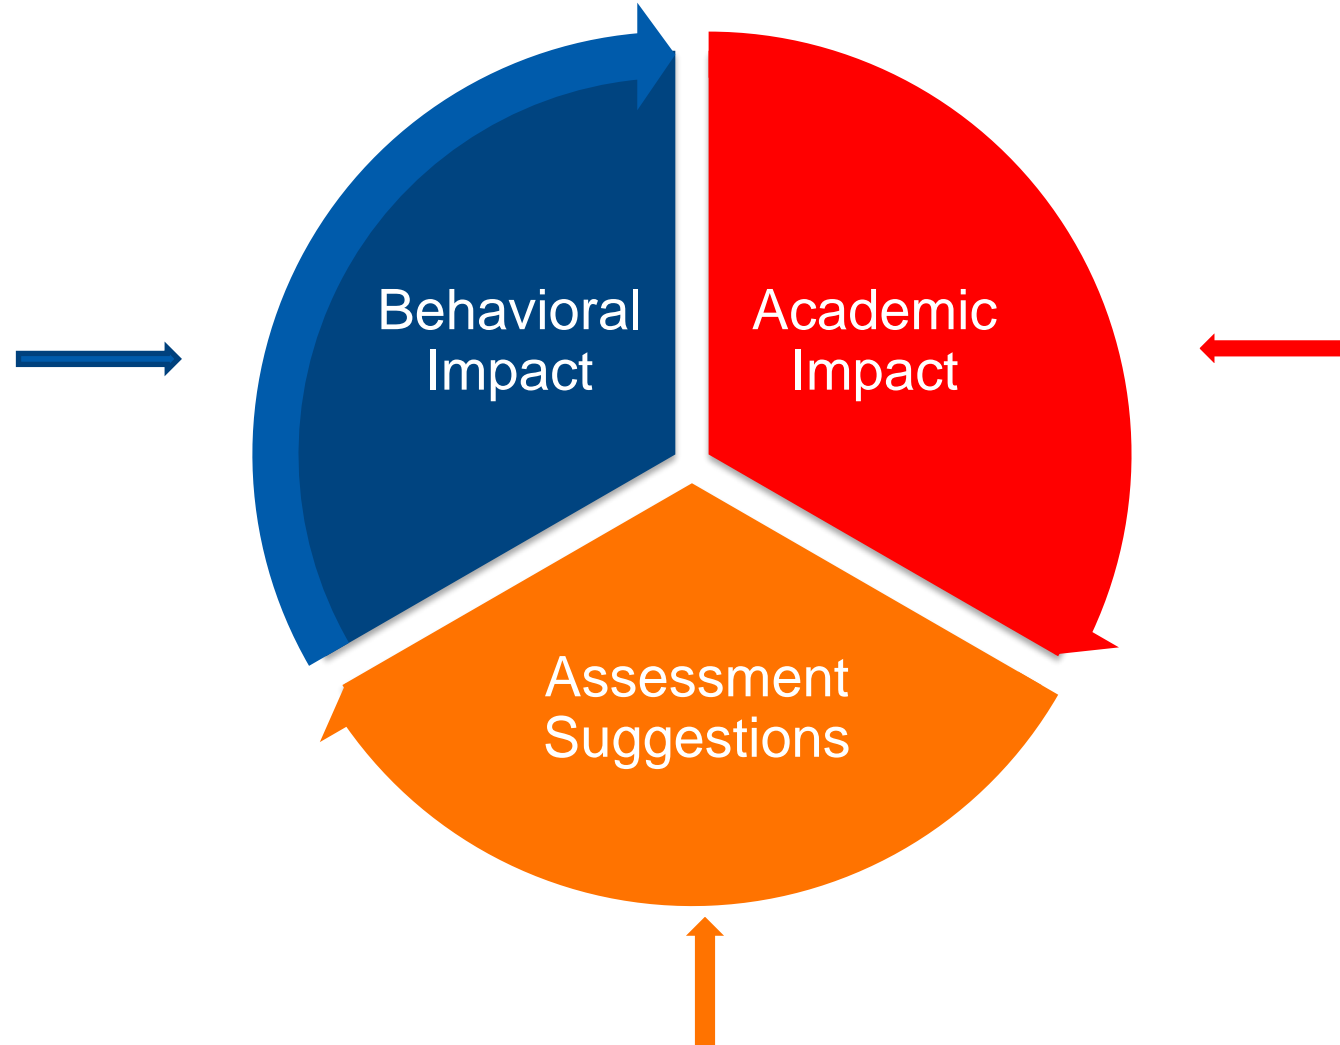 Behavioral
Impact
Academic
Impact
Assessment
Suggestions